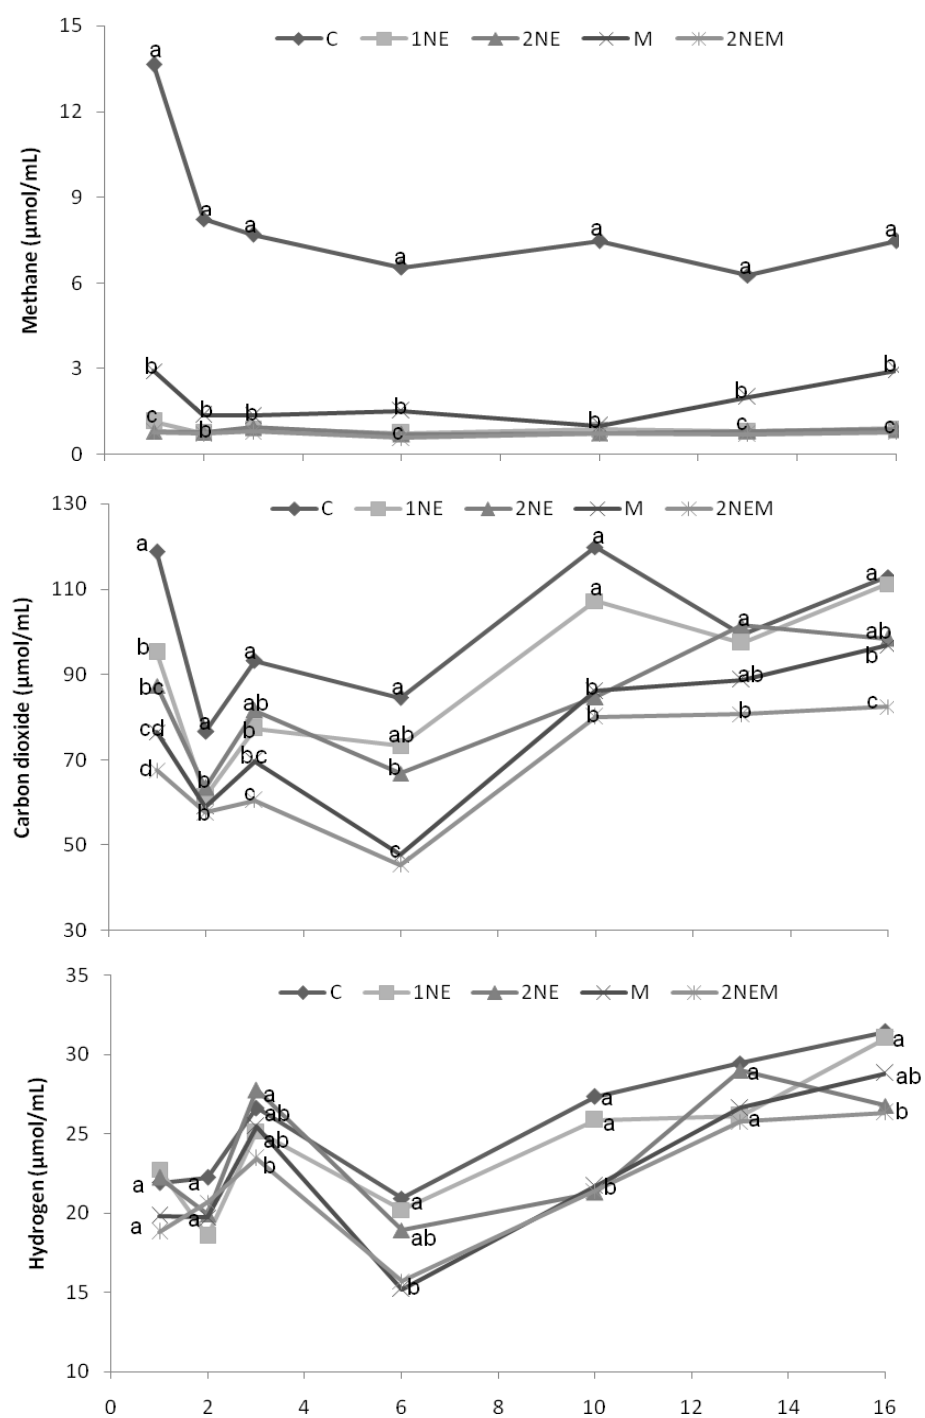 15
C 1NE 2NE M 2NEM
12
9
6
3
0
Methane (µmol/mL)
a
a
a
a
a
a
a
b
b
b
b
b
b
b
c
b
c
c
c
130
C 1NE 2NE M 2NEM
110
90
70
50
30
Carbon dioxide (µmol/mL)
a
b
bc
cd
d
a
b
b
a
ab
b
bc
c
a
ab
b
c
a
a
b
b
a
ab
b
a
ab
b
c
35
C 1NE 2NE M 2NEM
30
25
20
15
10
Hydrogen (µmol/mL)
a
a
a
a
a
ab
ab
b
a
ab
b
a
a
b
a
a
a
ab
b
0 2 4 6 8 10 12 14 16